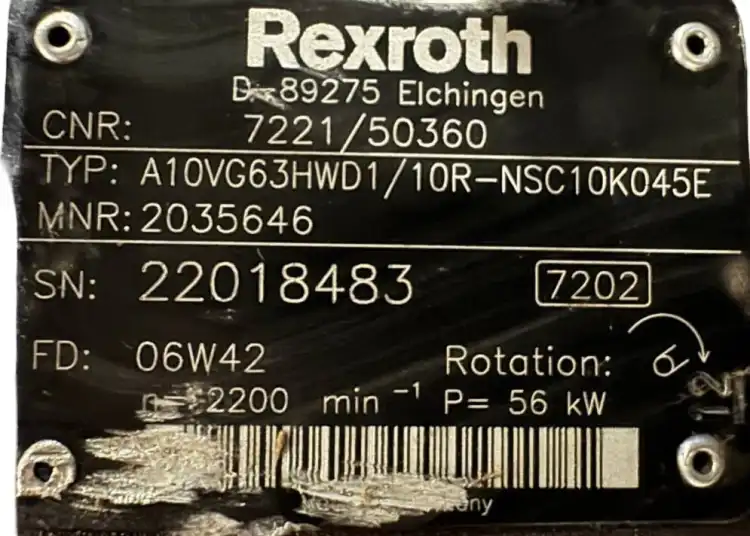 Rexroth
D-89275 Elchingen
CNR: 7221/50360
TYP: A10VG63HWD1/10R-NSC10K045E
MNR: 2035646
SN: 22018483 7202
FD: 06W42 Rotation:
n= 2200 min⁻¹ P= 56 kW
12